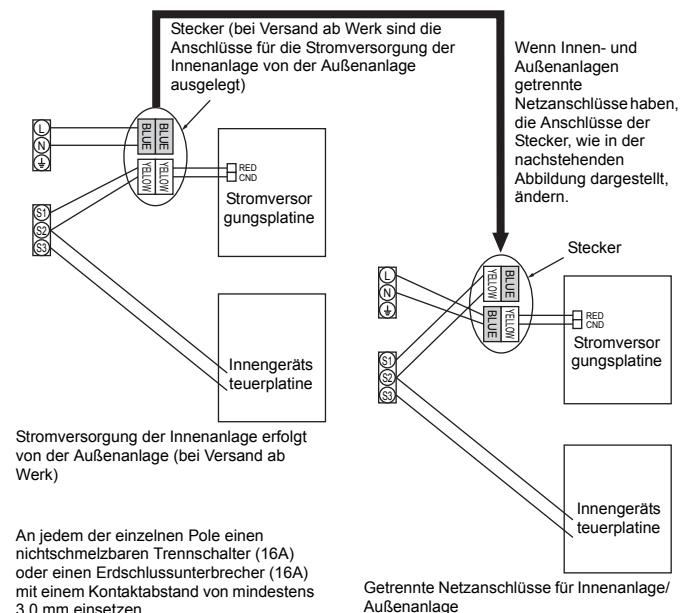 Stecker (bei Versand ab Werk sind die
Anschlüsse für die Stromversorgung der
Innenanlage von der Außenanlage
ausgelegt)
Wenn Innen- und
Außenanlagen
getrennte
Netzanschlüsse haben,
die Anschlüsse der
Stecker, wie in der
nachstehenden
Abbildung dargestellt,
ändern.
L
N
BLUE BLUE
YELLOW YELLOW
RED
CND
Stromversor
gungsplatine
S1
S2
S3
Innengeräts
teuerplatine
Stromversorgung der Innenanlage erfolgt
von der Außenanlage (bei Versand ab
Werk)
Stecker
L
N
YELLOW BLUE
BLUE YELLOW
RED
CND
Stromversor
gungsplatine
S1
S2
S3
Innengeräts
teuerplatine
An jedem der einzelnen Pole einen
nichtschmelzbaren Trennschalter (16A)
oder einen Erdschlussunterbrecher (16A)
mit einem Kontaktabstand von mindestens
3,0 mm einsetzen
Getrennte Netzanschlüsse für Innenanlage/
Außenanlage